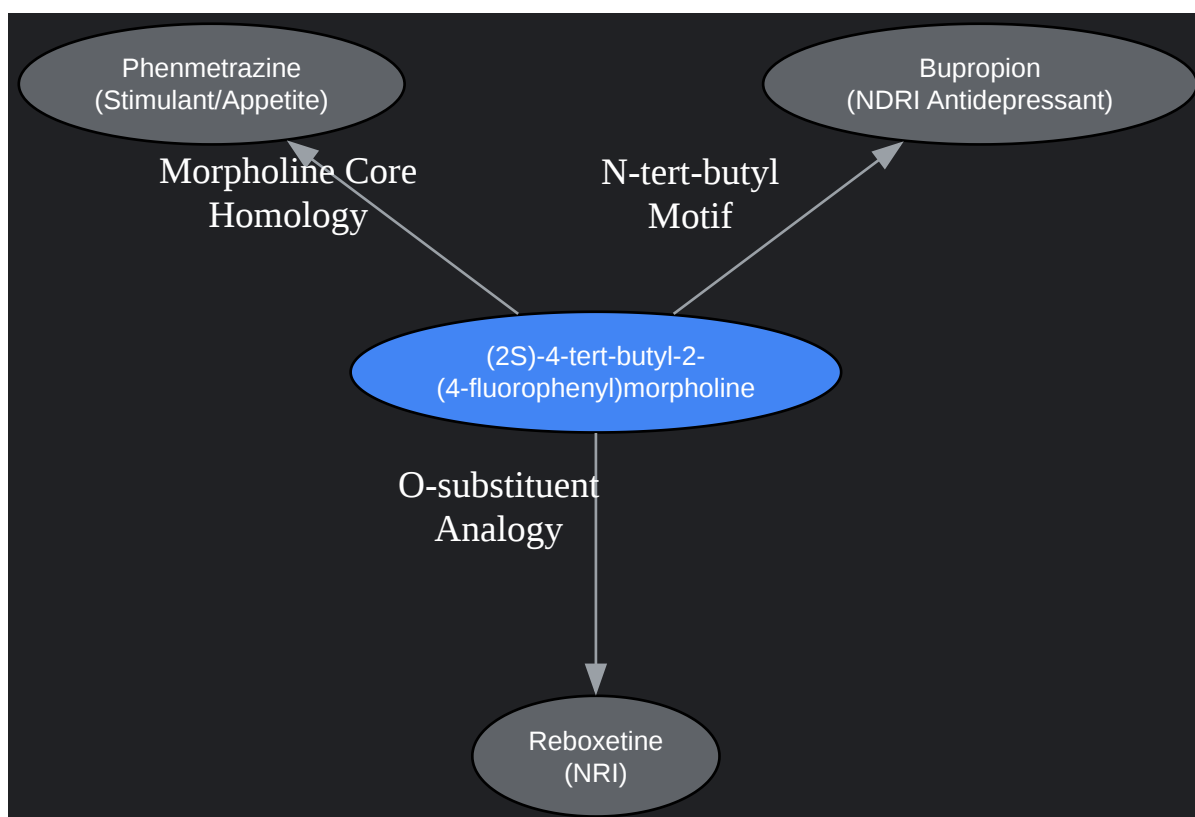 Phenmetrazine
(Stimulant/Appetite)
Bupropion
(NDRI Antidepressant)
Morpholine Core
Homology
N-tert-butyl
Motif
(2S)-4-tert-butyl-2-
(4-fluorophenyl)morpholine
O-substituent
Analogy
Reboxetine
(NRI)